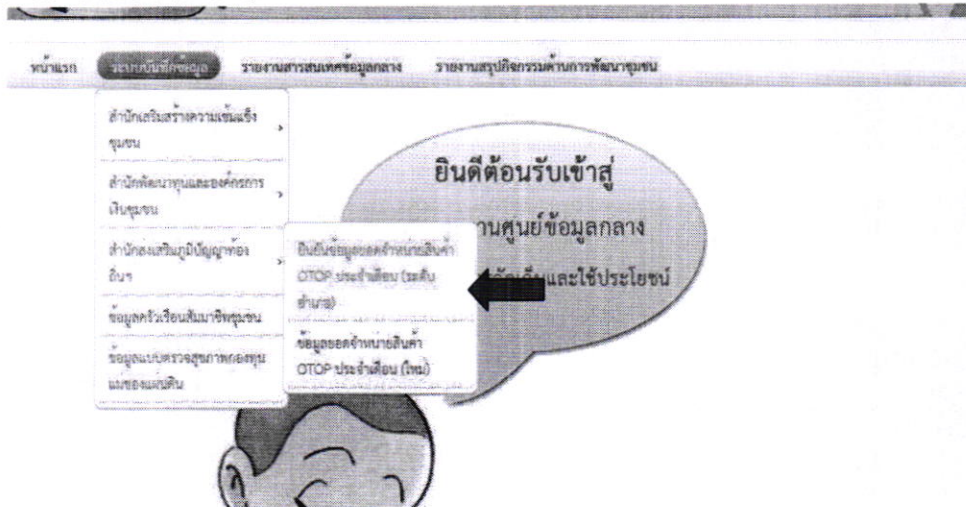 หน้าแรก ระบบบันทึกข้อมูล รายงานสารสนเทศข้อมูลกลาง รายงานสรุปกิจกรรมด้านการพัฒนาชุมชน
สำนักเสริมสร้างความเข้มแข็ง
ชุมชน
สำนักพัฒนาทุนและองค์กรการ
เงินชุมชน
สำนักส่งเสริมภูมิปัญญาท้อง
ถิ่นฯ
ข้อมูลครัวเรือนสัมมาชีพชุมชน
ข้อมูลแบบตรวจสุขภาพกองทุน
แม่ของแผ่นดิน
ยืนยันข้อมูลยอดจำหน่ายสินค้า
OTOP ประจำเดือน (ระดับ
อำเภอ)
ข้อมูลยอดจำหน่ายสินค้า
OTOP ประจำเดือน (ใหม่)
ยินดีต้อนรับเข้าสู่
านศูนย์ข้อมูลกลาง
จัดเก็บและใช้ประโยชน์